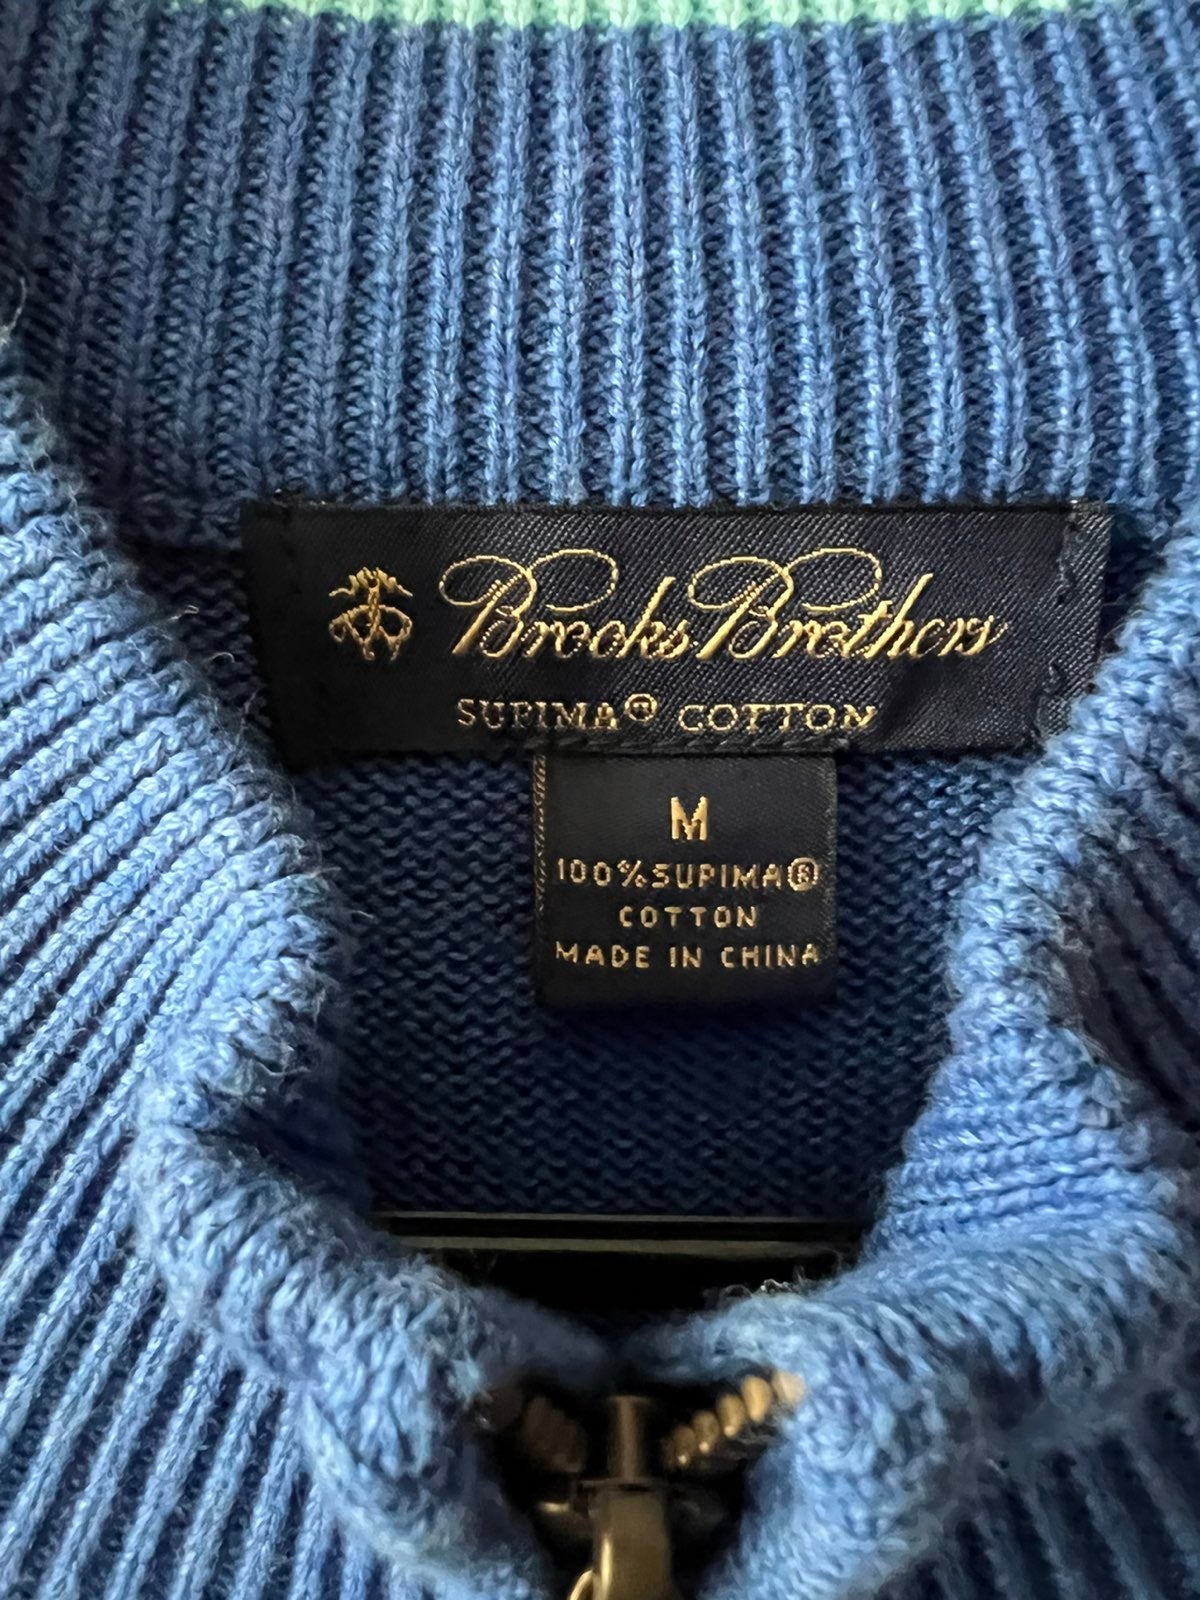 Brooks Brothers
SUPIMA® COTTON
M
100%SUPIMA®
COTTON
MADE IN CHINA